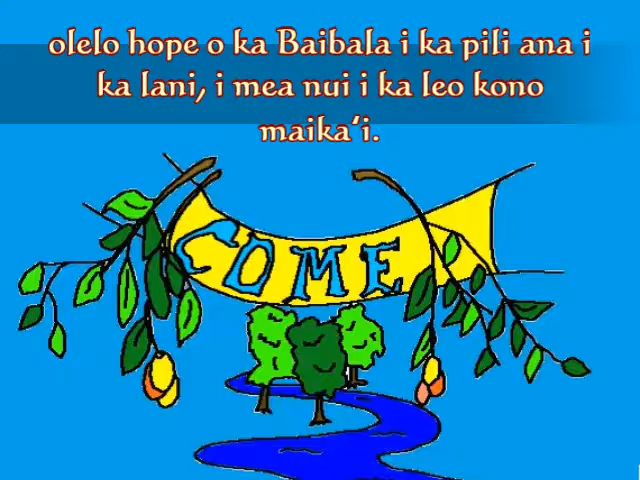 olelo hope o ka Baibala i ka pili ana i
ka lani, i mea nui i ka leo kono
maika'i.
COME